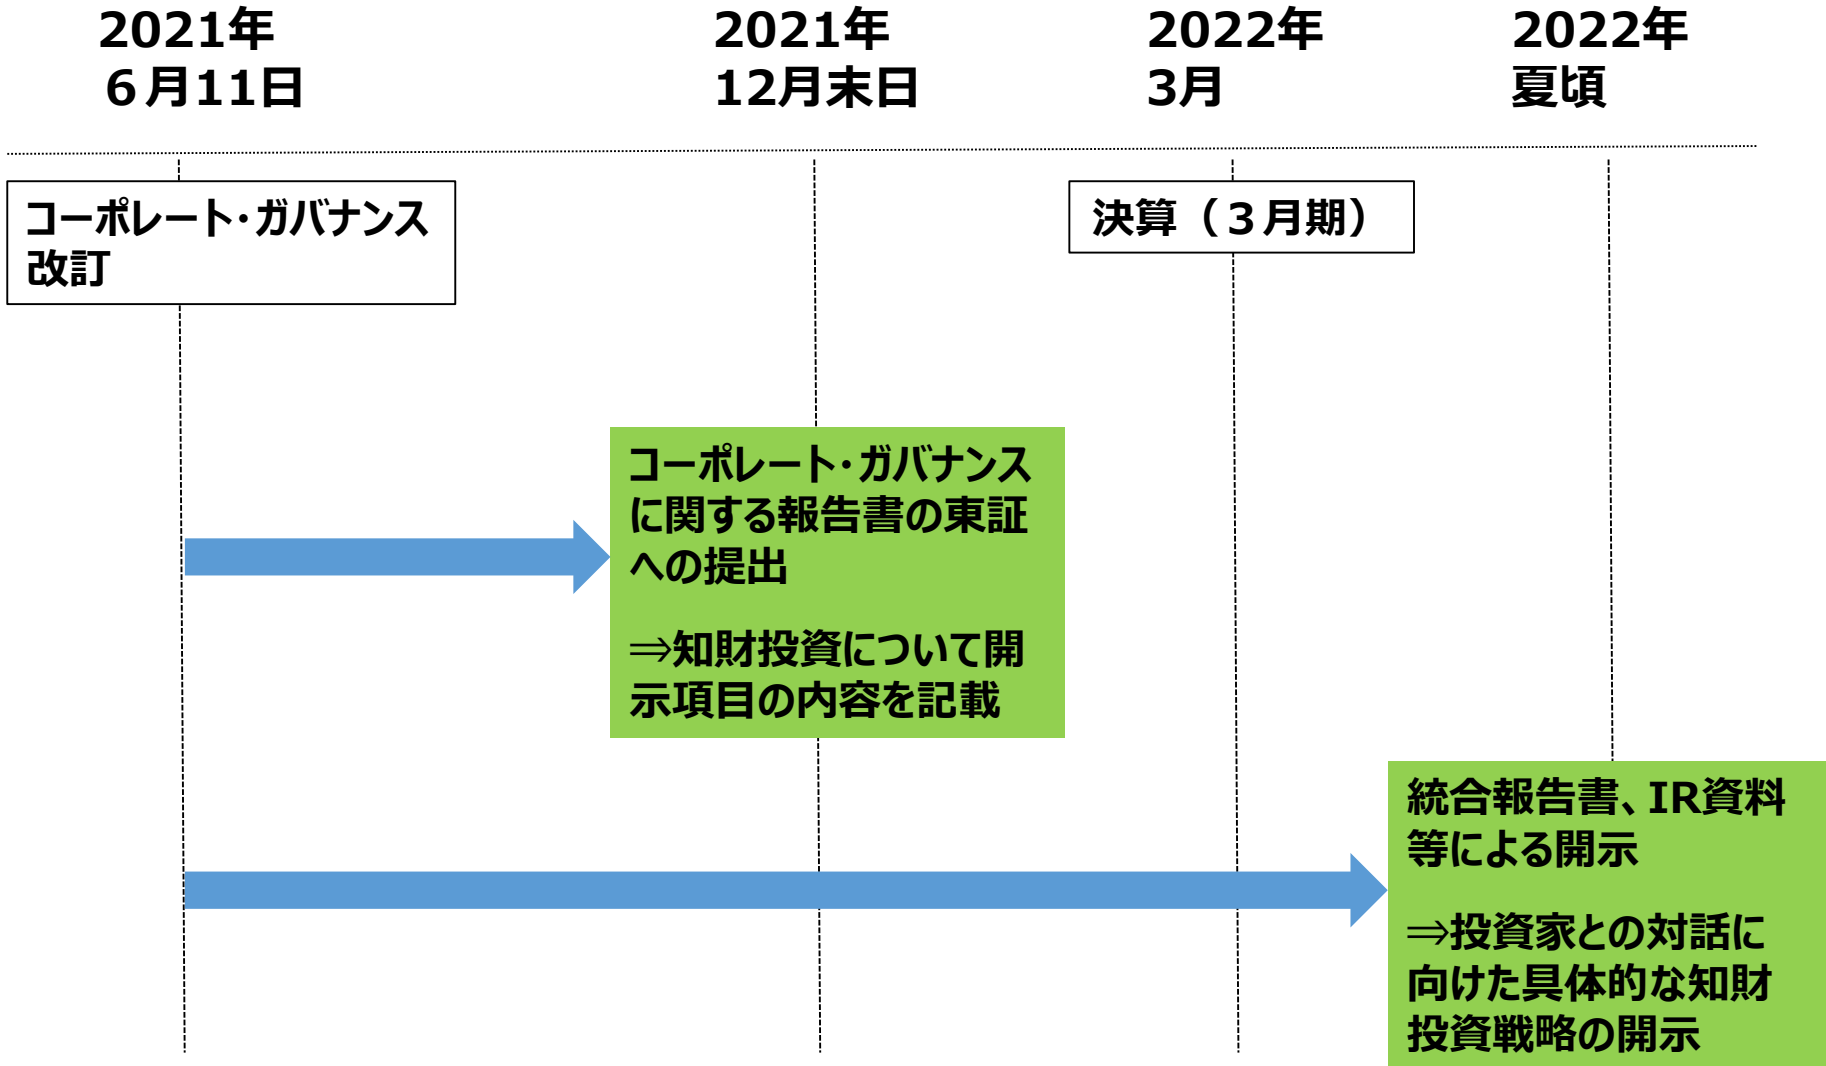 2021年
６月11日
2021年
12月末日
2022年
3月
2022年
夏頃
コーポレート・ガバナンス
改訂
決算（３月期）
コーポレート・ガバナンス
に関する報告書の東証
への提出
⇒知財投資について開
示項目の内容を記載
統合報告書、IR資料
等による開示
⇒投資家との対話に
向けた具体的な知財
投資戦略の開示